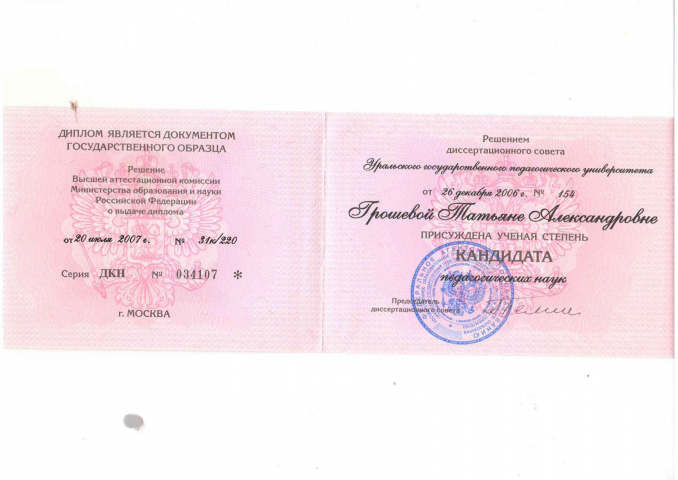 ДИПЛОМ ЯВЛЯЕТСЯ ДОКУМЕНТОМ
ГОСУДАРСТВЕННОГО ОБРАЗЦА
Решение
Высшей аттестационной комиссии
Министерства образования и науки
Российской Федерации
о выдаче диплома
от 20 июля 2007 г. № 31к/220
Серия ДКН № 034107 *
г. МОСКВА
Решением
диссертационного совета
Уральского государственного педагогического университета
от 26 декабря 2006 г. № 154
Грошевой Татьяне Александровне
ПРИСУЖДЕНА УЧЕНАЯ СТЕПЕНЬ
КАНДИДАТА
педагогических наук
Председатель
диссертационного совета